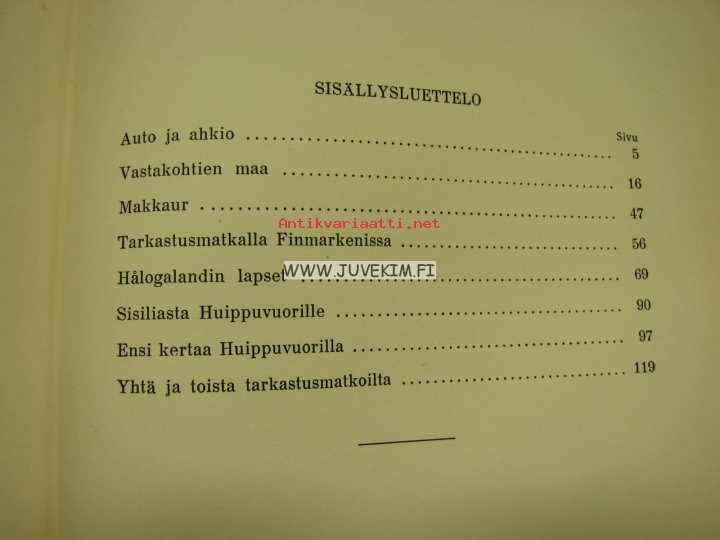 SISÄLLYSLUETTELO
Sivu
Auto ja ahkio 5
Vastakohtien maa 16
Makkaur 47
Antikvariaatti.net
Tarkastusmatkalla Finmarkenissa 56
WWW.JUVEKIM.FI
Hålogalandin lapset 69
Sisiliasta Huippuvuorille 90
Ensi kertaa Huippuvuorilla 97
Yhtä ja toista tarkastusmatkoilta 119